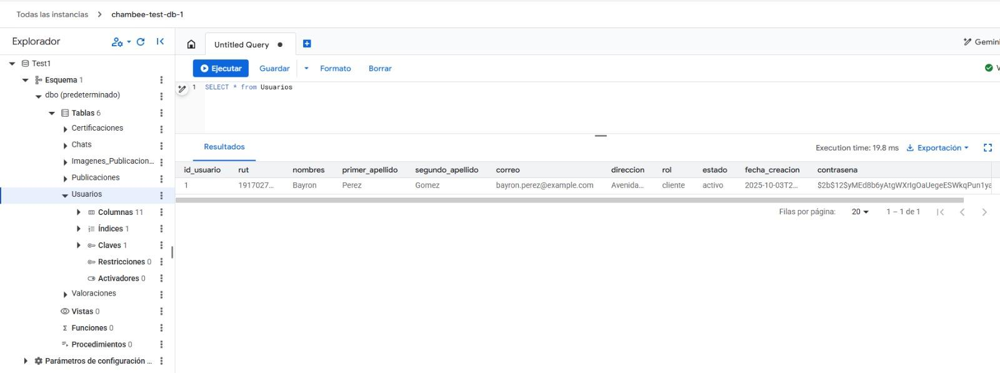 Todas las instancias > chambee-test-db-1
Explorador
Untitled Query
Gemini
Ejecutar Guardar Formato Borrar
1 SELECT * from Usuarios
Test1
Esquema 1
dbo (predeterminado)
Tablas 6
Certificaciones
Chats
Imagenes_Publicacion...
Publicaciones
Usuarios
Columnas 11
Índices 1
Claves 1
Restricciones 0
Activadores 0
Valoraciones
Vistas 0
Funciones 0
Procedimientos 0
Parámetros de configuración ...
Resultados
Execution time: 19.8 ms Exportación
id_usuario rut nombres primer_apellido segundo_apellido correo direccion rol estado fecha_creacion contrasena
1 1917027... Bayron Perez Gomez bayron.perez@example.com Avenida... cliente activo 2025-10-03T2... $2b$12$yMEd8b6yAtgWXrIgOaUegeESWkqPun1ya
Filas por página: 20 1 – 1 de 1